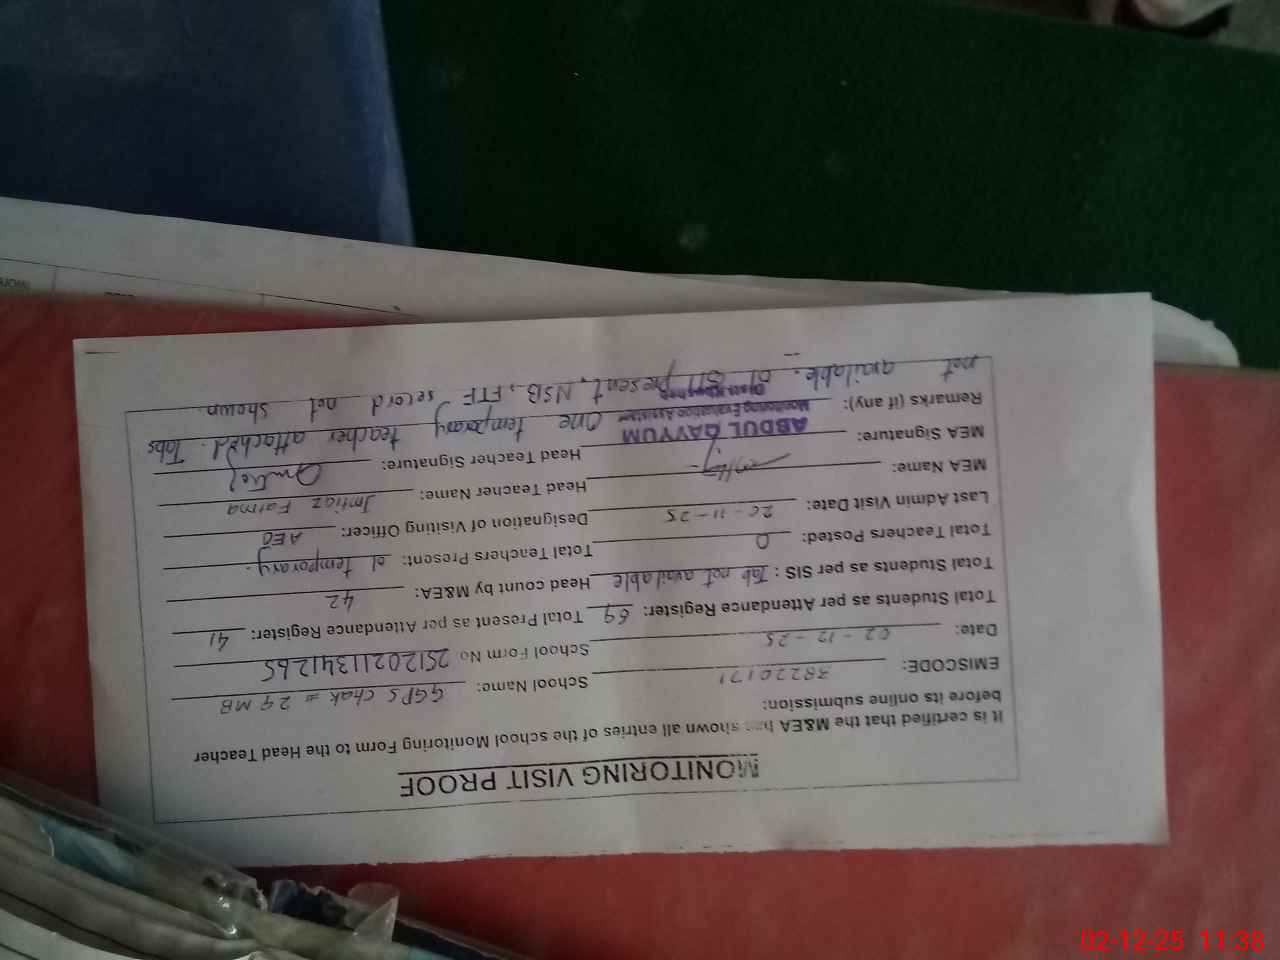 MONITORING VISIT PROOF
It is certified that the M&EA has shown all entries of the school Monitoring Form to the Head Teacher
before its online submission:
EMISCODE: 38220171 School Name: GGPS Chak # 29 MB
Date: 02-12-25 School Form No 25120211341265
Total Students as per Attendance Register: 69 Total Present as per Attendance Register: 41
Total Students as per SIS : Tab not available Head count by M&EA: 42
Total Teachers Posted: 0 Total Teachers Present: 01 temporary.
Last Admin Visit Date: 20-11-25 Designation of Visiting Officer: AEO
MEA Name: Head Teacher Name: Imtiaz Fatma
MEA Signature: ABDUL QAYYUM Head Teacher Signature:
Monitoring Evaluation Assistant
Remarks (if any): One temporary teacher attached. Tabs
not available. 01 present, NSB, FTF record not shown.
02-12-25 11:38